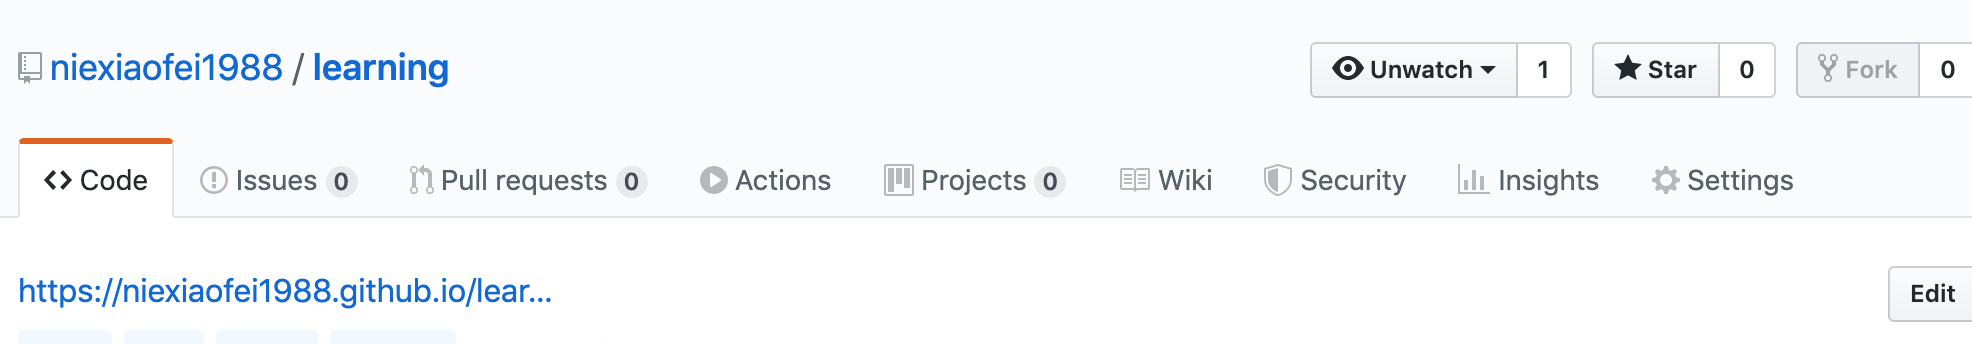 niexiaofei1988 / learning Unwatch 1 Star 0 Fork 0
Code Issues 0 Pull requests 0 Actions Projects 0 Wiki Security Insights Settings
https://niexiaofei1988.github.io/lear... Edit